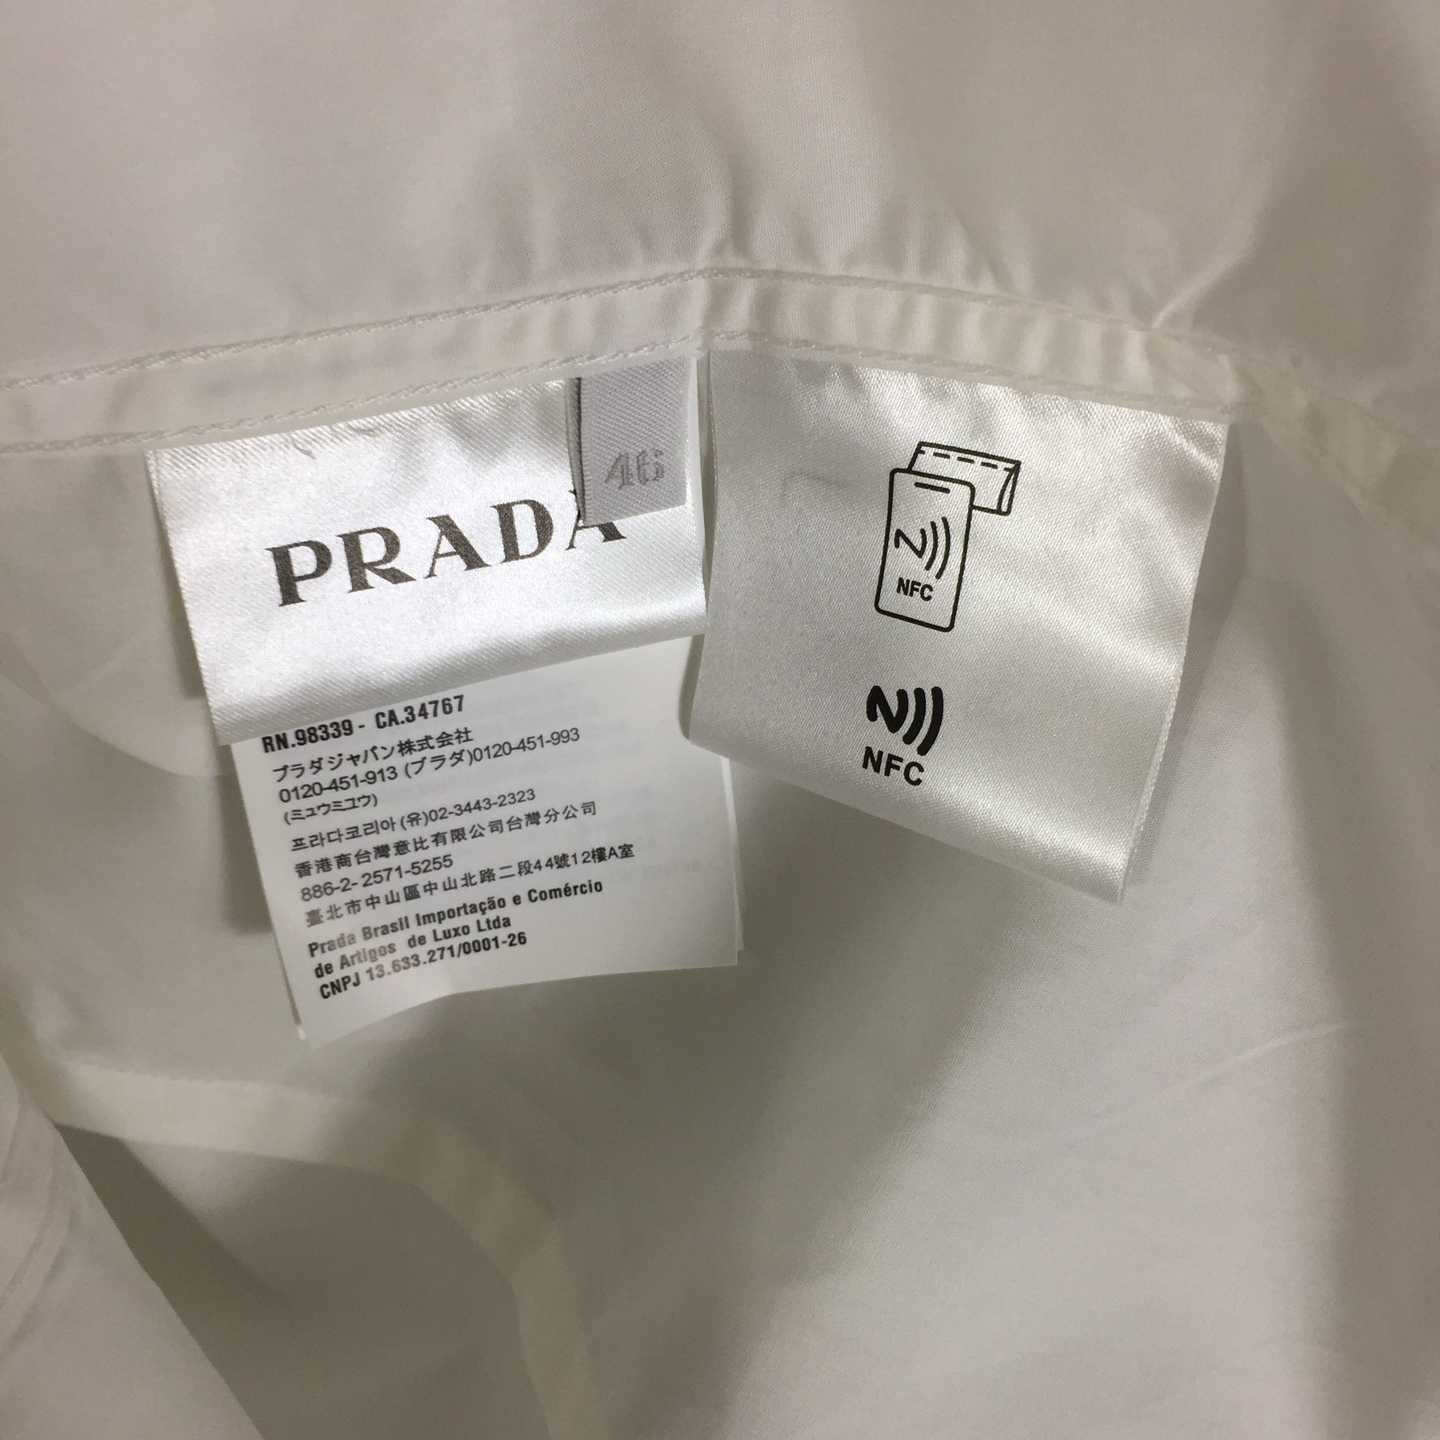 46
PRADA
RN.98339 - CA.34767
プラダジャパン株式会社
0120-451-913 (プラダ)0120-451-993
(ミュウミュウ)
프라다코리아(유)02-3443-2323
香港商台灣意比有限公司台灣分公司
886-2- 2571-5255
臺北市中山區中山北路二段44號12樓A室
Prada Brasil Importação e Comércio
de Artigos de Luxo Ltda
CNPJ 13.633.271/0001-26
NFC
NFC